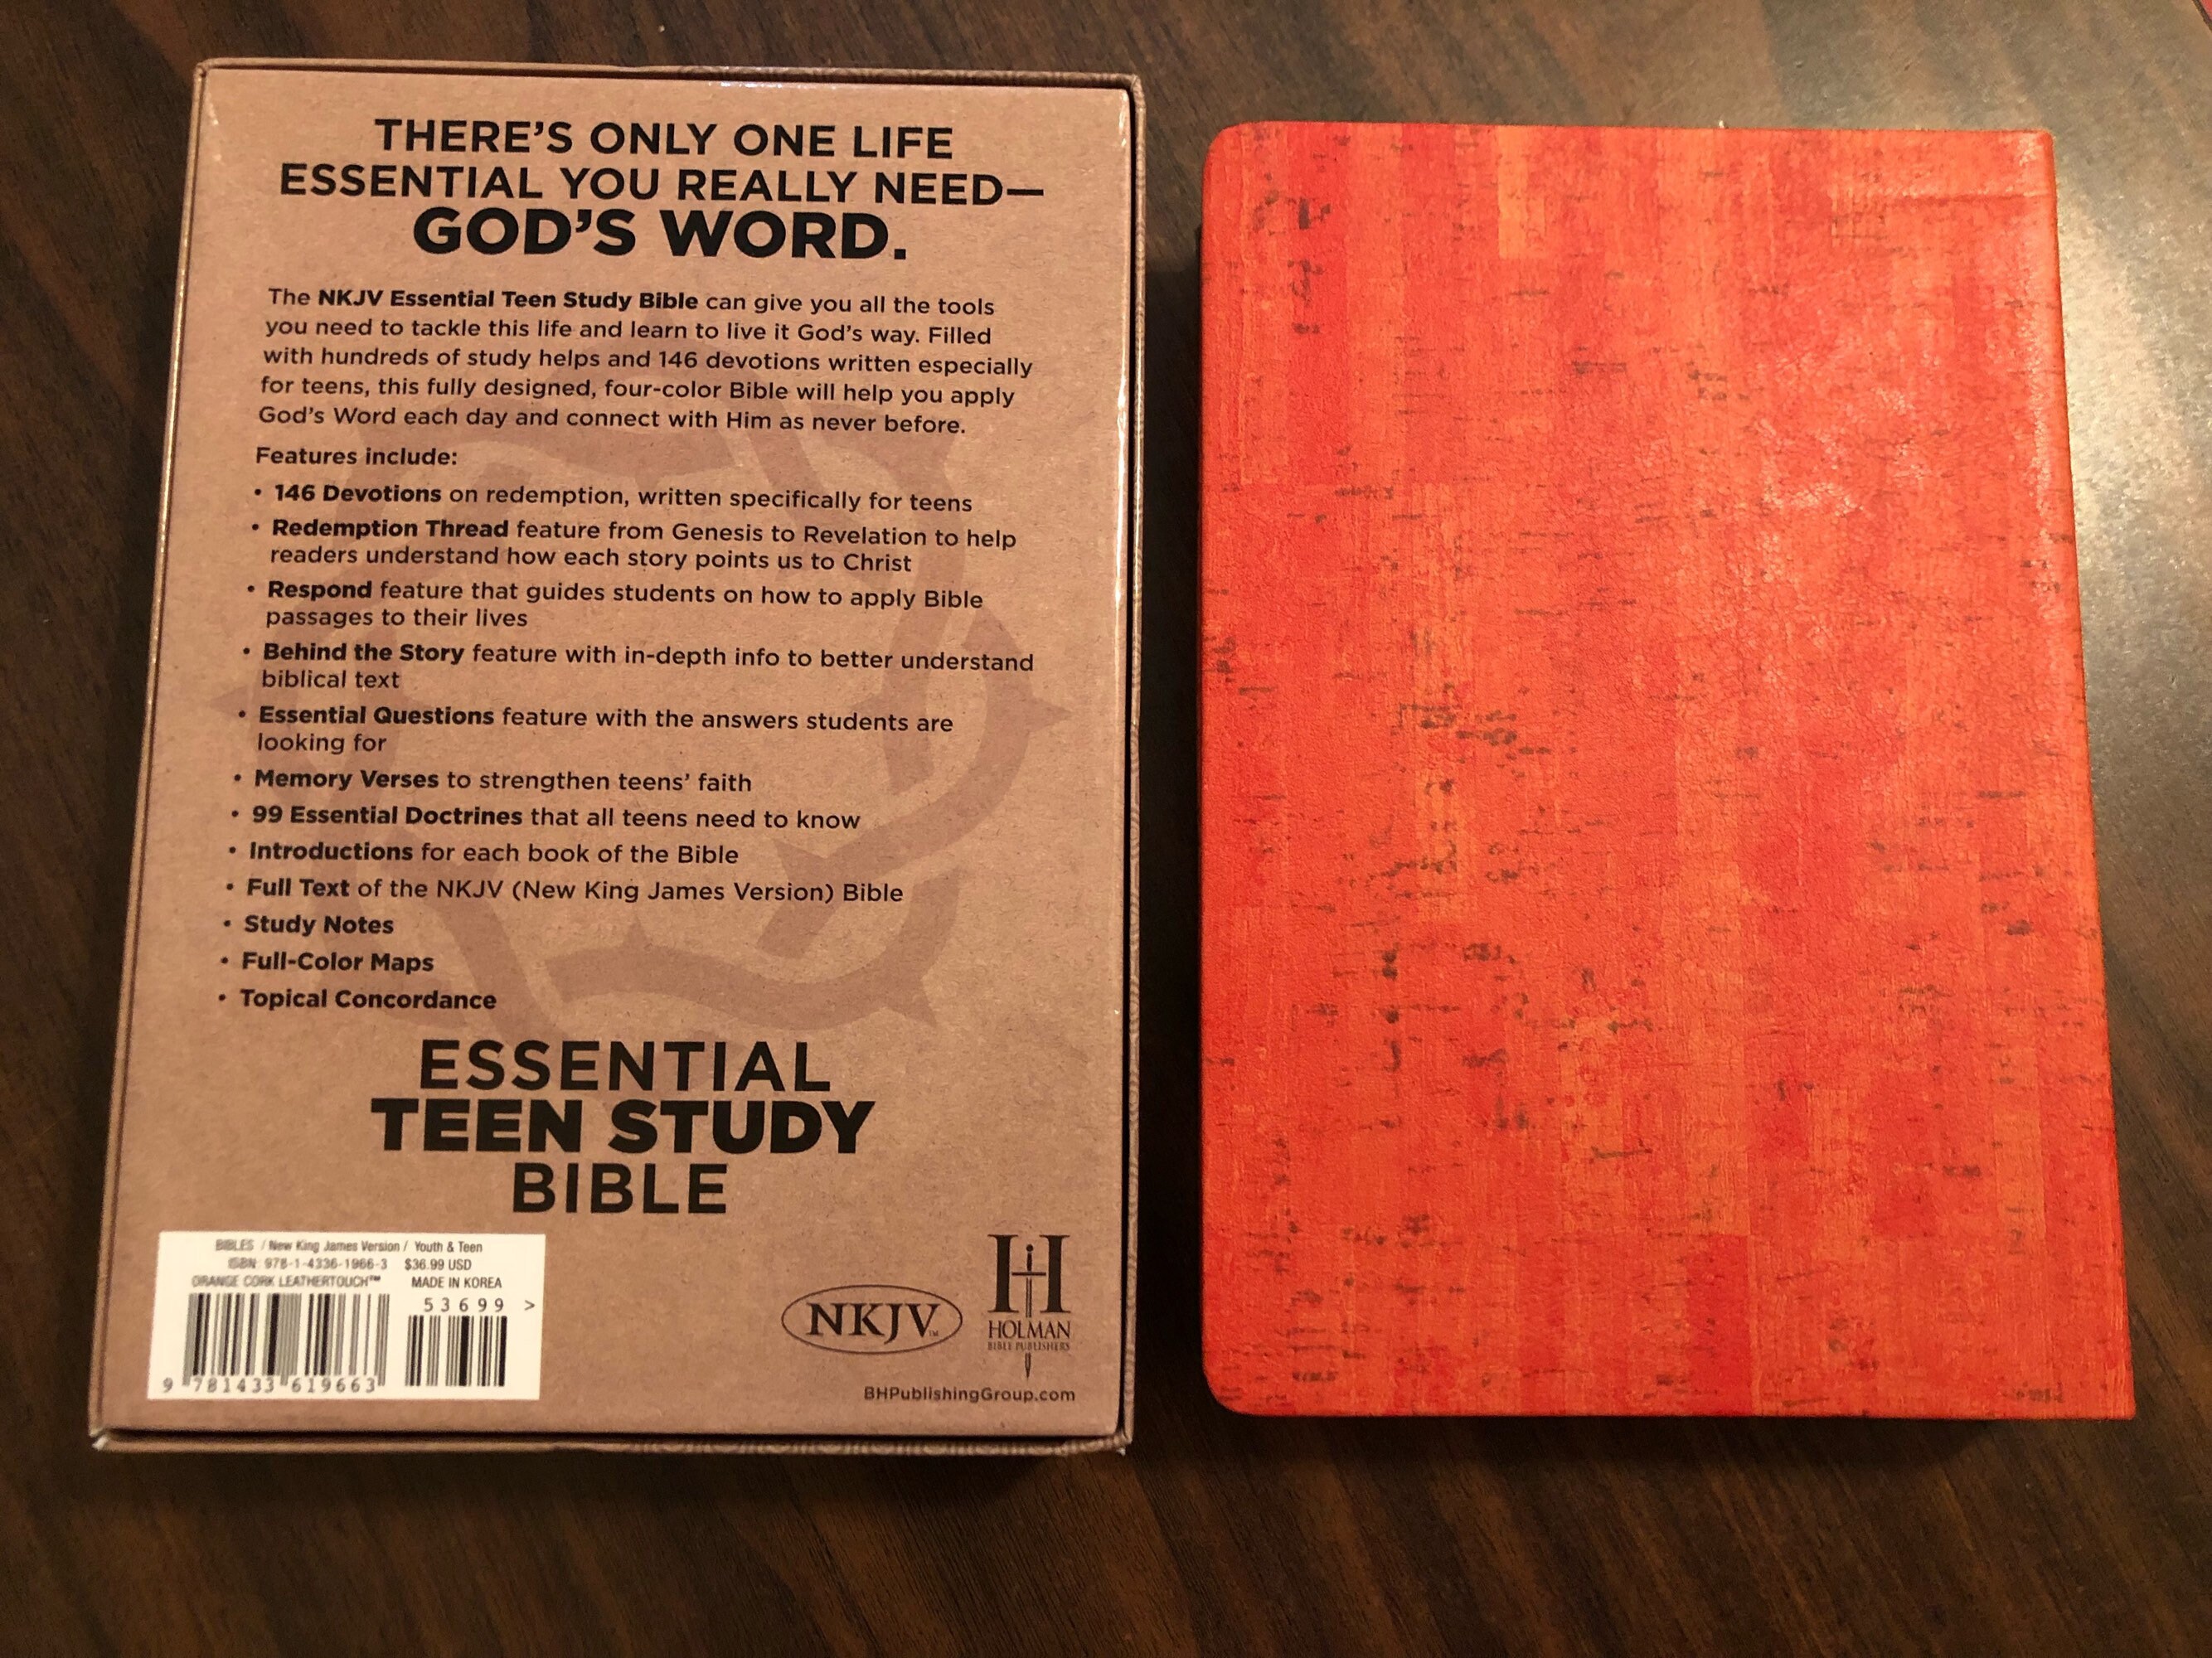 THERE'S ONLY ONE LIFE
ESSENTIAL YOU REALLY NEED—
GOD'S WORD.
The NKJV Essential Teen Study Bible can give you all the tools
you need to tackle this life and learn to live it God's way. Filled
with hundreds of study helps and 146 devotions written especially
for teens, this fully designed, four-color Bible will help you apply
God's Word each day and connect with Him as never before.
Features include:
• 146 Devotions on redemption, written specifically for teens
• Redemption Thread feature from Genesis to Revelation to help
readers understand how each story points us to Christ
• Respond feature that guides students on how to apply Bible
passages to their lives
• Behind the Story feature with in-depth info to better understand
biblical text
• Essential Questions feature with the answers students are
looking for
• Memory Verses to strengthen teens' faith
• 99 Essential Doctrines that all teens need to know
• Introductions for each book of the Bible
• Full Text of the NKJV (New King James Version) Bible
• Study Notes
• Full-Color Maps
• Topical Concordance
ESSENTIAL
TEEN STUDY
BIBLE
BIBLES / New King James Version / Youth & Teen
ISBN: 978-1-4336-1966-3 $36.99 USD
ORANGE CORK LEATHERTOUCH™ MADE IN KOREA
53699 >
9 781433 619663
NKJV™
H
HOLMAN
BIBLE PUBLISHERS
BHPublishingGroup.com